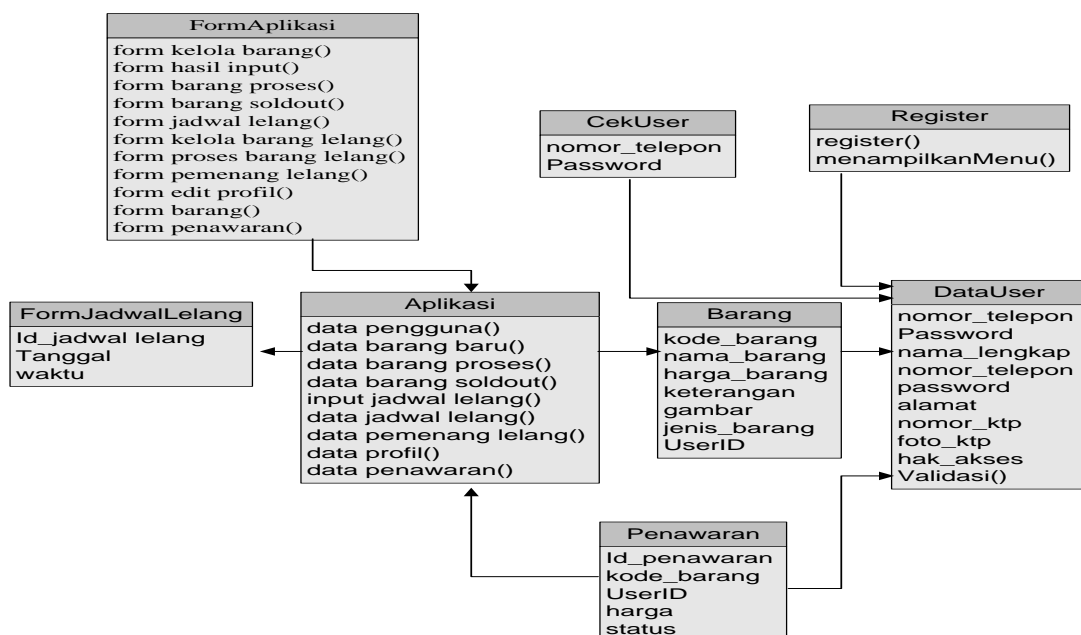 FormAplikasi
form kelola barang()
form hasil input()
form barang proses()
form barang soldout()
form jadwal lelang()
form kelola barang lelang()
form proses barang lelang()
form pemenang lelang()
form edit profil()
form barang()
form penawaran()
CekUser
nomor_telepon
Password
Register
register()
menampilkanMenu()
FormJadwalLelang
Id_jadwal lelang
Tanggal
waktu
Aplikasi
data pengguna()
data barang baru()
data barang proses()
data barang soldout()
input jadwal lelang()
data jadwal lelang()
data pemenang lelang()
data profil()
data penawaran()
Barang
kode_barang
nama_barang
harga_barang
keterangan
gambar
jenis_barang
UserID
DataUser
nomor_telepon
Password
nama_lengkap
nomor_telepon
password
alamat
nomor_ktp
foto_ktp
hak_akses
Validasi()
Penawaran
Id_penawaran
kode_barang
UserID
harga
status